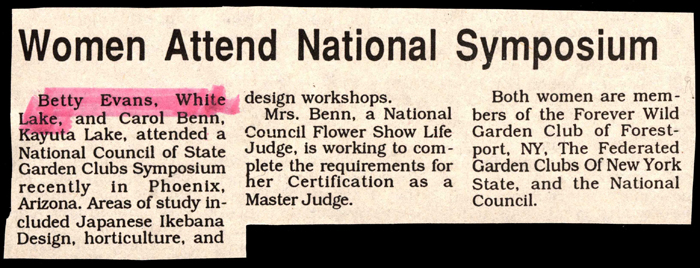 Women Attend National Symposium
Betty Evans, White
Lake, and Carol Benn,
Kayuta Lake, attended a
National Council of State
Garden Clubs Symposium
recently in Phoenix,
Arizona. Areas of study in-
cluded Japanese Ikebana
Design, horticulture, and
design workshops.
Mrs. Benn, a National
Council Flower Show Life
Judge, is working to com-
plete the requirements for
her Certification as a
Master Judge.
Both women are mem-
bers of the Forever Wild
Garden Club of Forest-
port, NY, The Federated
Garden Clubs Of New York
State, and the National
Council.